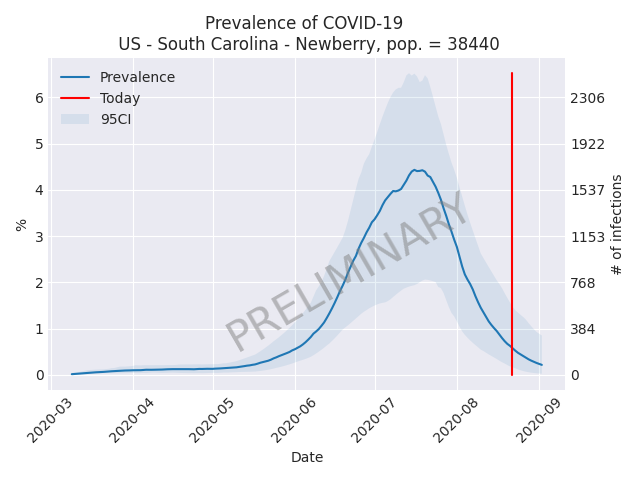 Prevalence of COVID-19
US - South Carolina - Newberry, pop. = 38440
Prevalence
Today
95CI
6
5
4
3
2
1
0
%
2306
1922
1537
1153
768
384
0
# of infections
PRELIMINARY
2020-03
2020-04
2020-05
2020-06
2020-07
2020-08
2020-09
Date